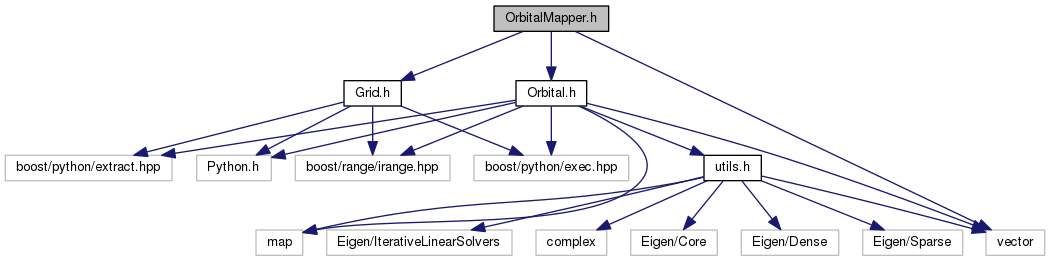 OrbitalMapper.h
Grid.h
Orbital.h
boost/python/extract.hpp
Python.h
boost/range/irange.hpp
boost/python/exec.hpp
utils.h
map
Eigen/IterativeLinearSolvers
complex
Eigen/Core
Eigen/Dense
Eigen/Sparse
vector